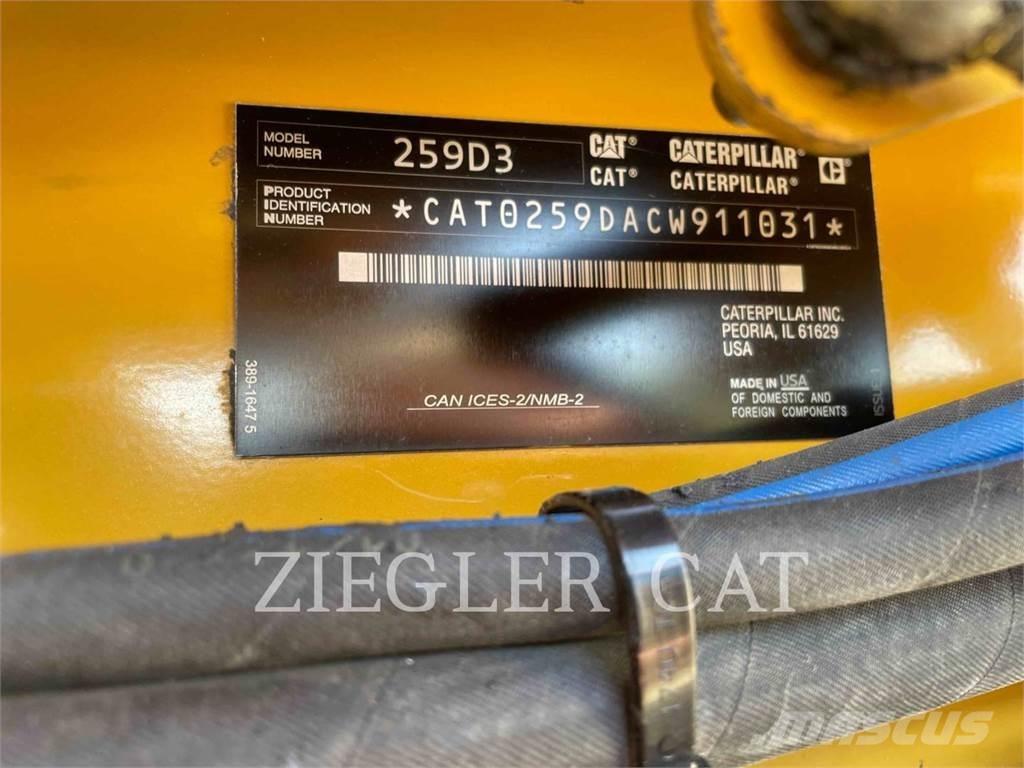 MODEL
NUMBER
259D3
CAT® CATERPILLAR®
CAT® CATERPILLAR®
PRODUCT
IDENTIFICATION
NUMBER
*CAT0259DACW911031*
CATERPILLAR INC.
PEORIA, IL 61629
USA
MADE IN USA
OF DOMESTIC AND
FOREIGN COMPONENTS
CAN ICES-2/NMB-2
389-1647 5
ZIEGLER CAT
mascus